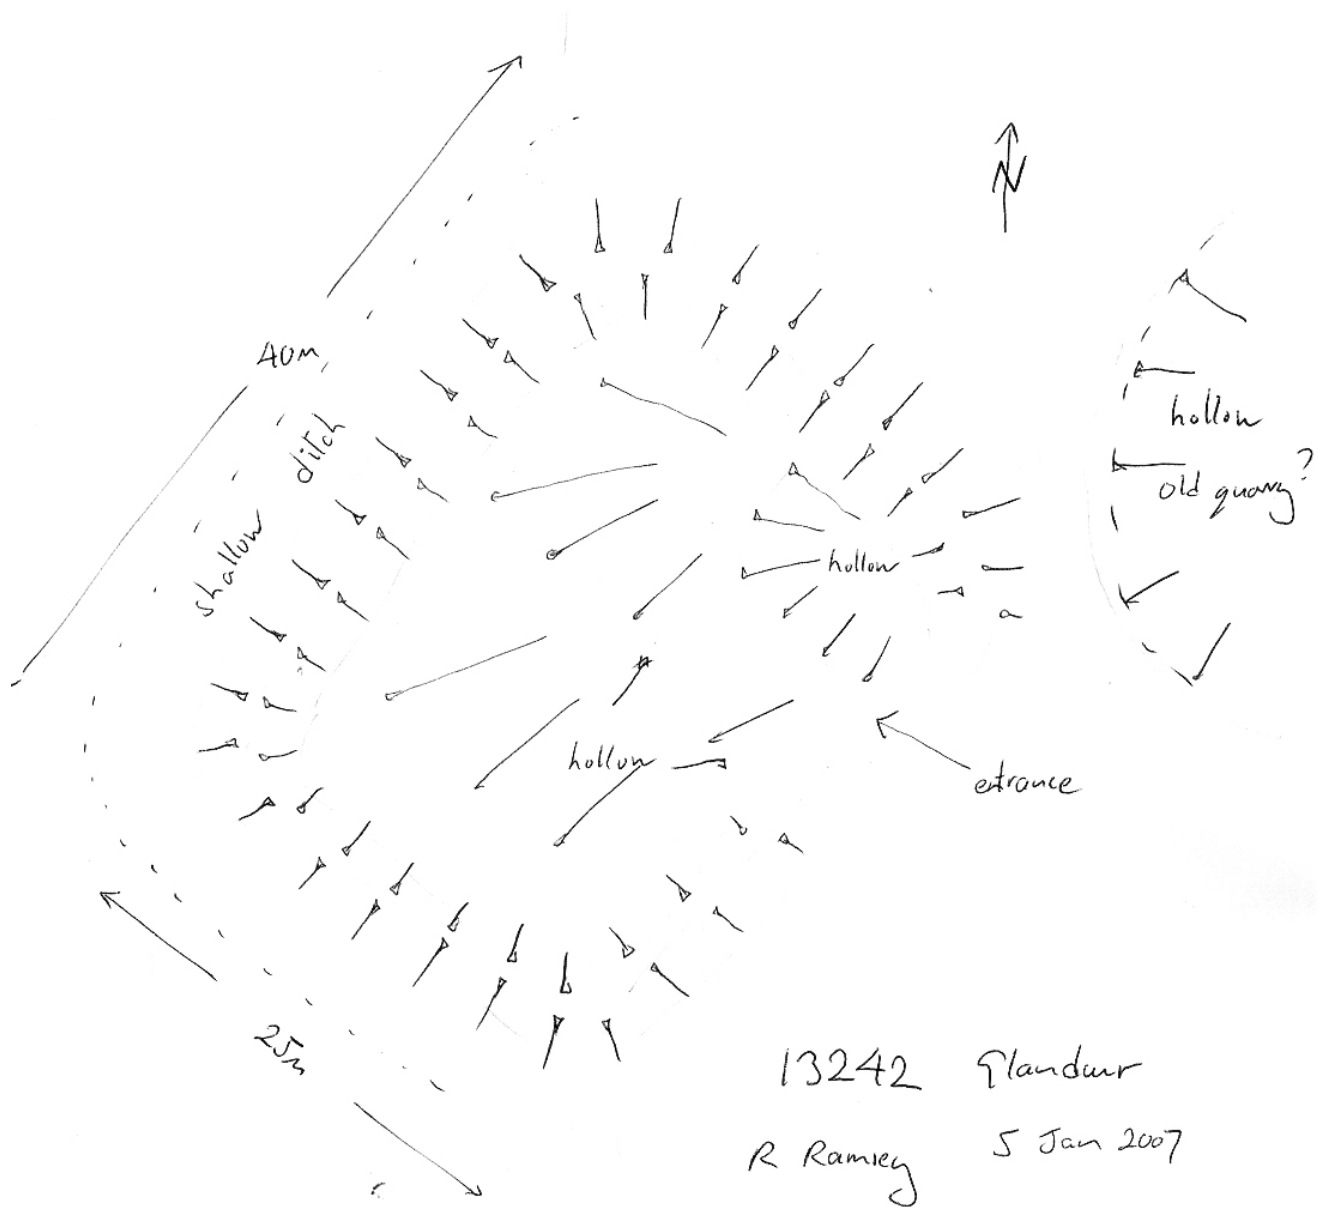 N
40m
ditch
shallow
hollow
old quarry?
hollow
hollow
entrance
25m
13242 Glandwr
R Ramsey 5 Jan 2007